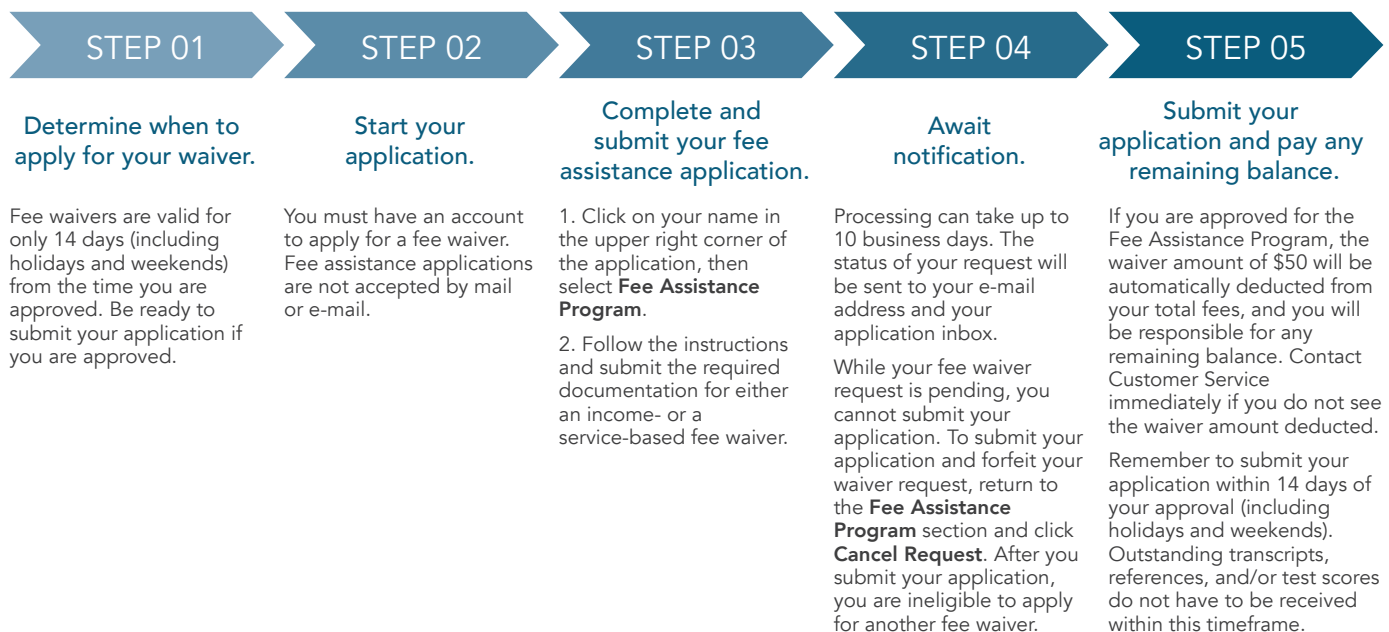 STEP 01
Determine when to
apply for your waiver.
Fee waivers are valid for
only 14 days (including
holidays and weekends)
from the time you are
approved. Be ready to
submit your application if
you are approved.
STEP 02
Start your
application.
You must have an account
to apply for a fee waiver.
Fee assistance applications
are not accepted by mail
or e-mail.
STEP 03
Complete and
submit your fee
assistance application.
1. Click on your name in
the upper right corner of
the application, then
select Fee Assistance
Program.
2. Follow the instructions
and submit the required
documentation for either
an income- or a
service-based fee waiver.
STEP 04
Await
notification.
Processing can take up to
10 business days. The
status of your request will
be sent to your e-mail
address and your
application inbox.
While your fee waiver
request is pending, you
cannot submit your
application. To submit your
application and forfeit your
waiver request, return to
the Fee Assistance
Program section and click
Cancel Request. After you
submit your application,
you are ineligible to apply
for another fee waiver.
STEP 05
Submit your
application and pay any
remaining balance.
If you are approved for the
Fee Assistance Program, the
waiver amount of $50 will be
automatically deducted from
your total fees, and you will
be responsible for any
remaining balance. Contact
Customer Service
immediately if you do not see
the waiver amount deducted.
Remember to submit your
application within 14 days of
your approval (including
holidays and weekends).
Outstanding transcripts,
references, and/or test scores
do not have to be received
within this timeframe.